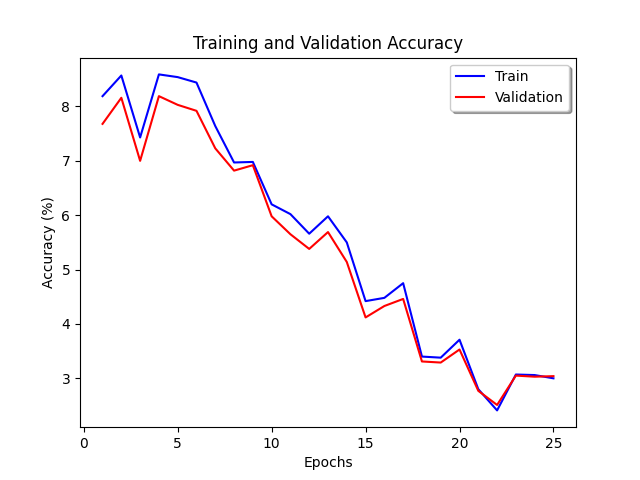 Training and Validation Accuracy
Train
Validation
8
7
6
5
4
3
Accuracy (%)
0 5 10 15 20 25
Epochs